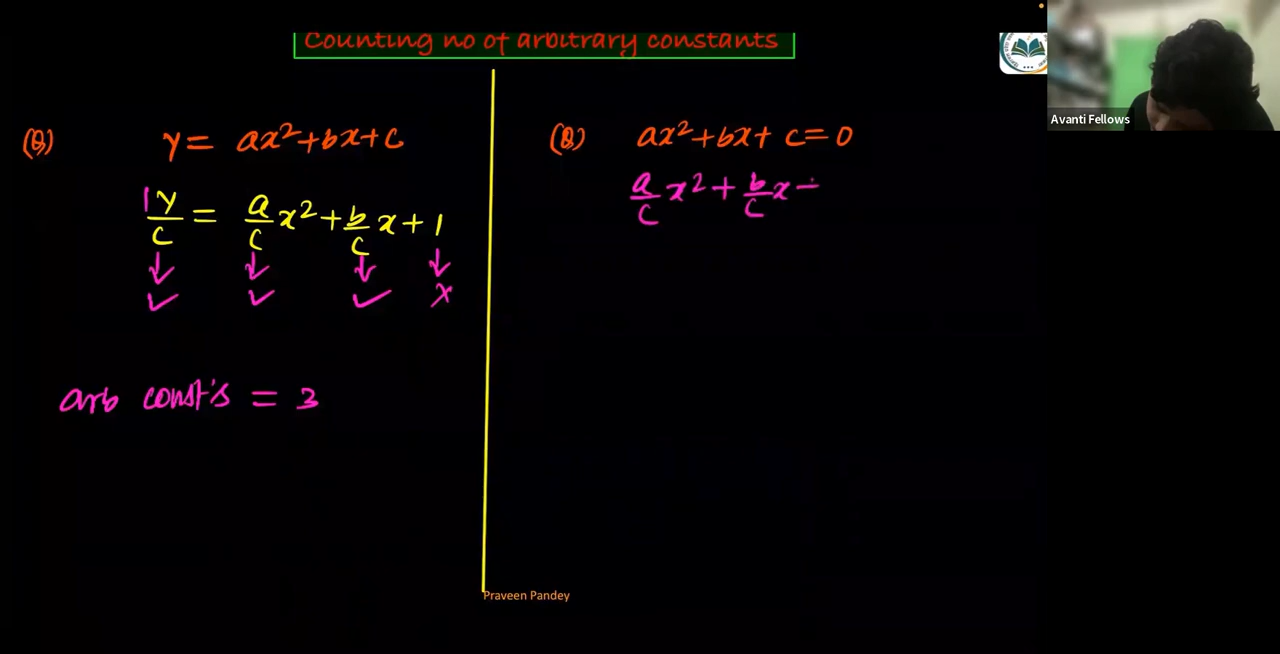 Counting no of arbitrary constants
(Q) y = ax²+bx+c
1y/c = a/c x² + b/c x + 1
↓ ↓ ↓ ↓
✓ ✓ ✓ x
arb const's = 3
(Q) ax²+bx+ c=0
a/c x² + b/c x +
Avanti Fellows
Praveen Pandey